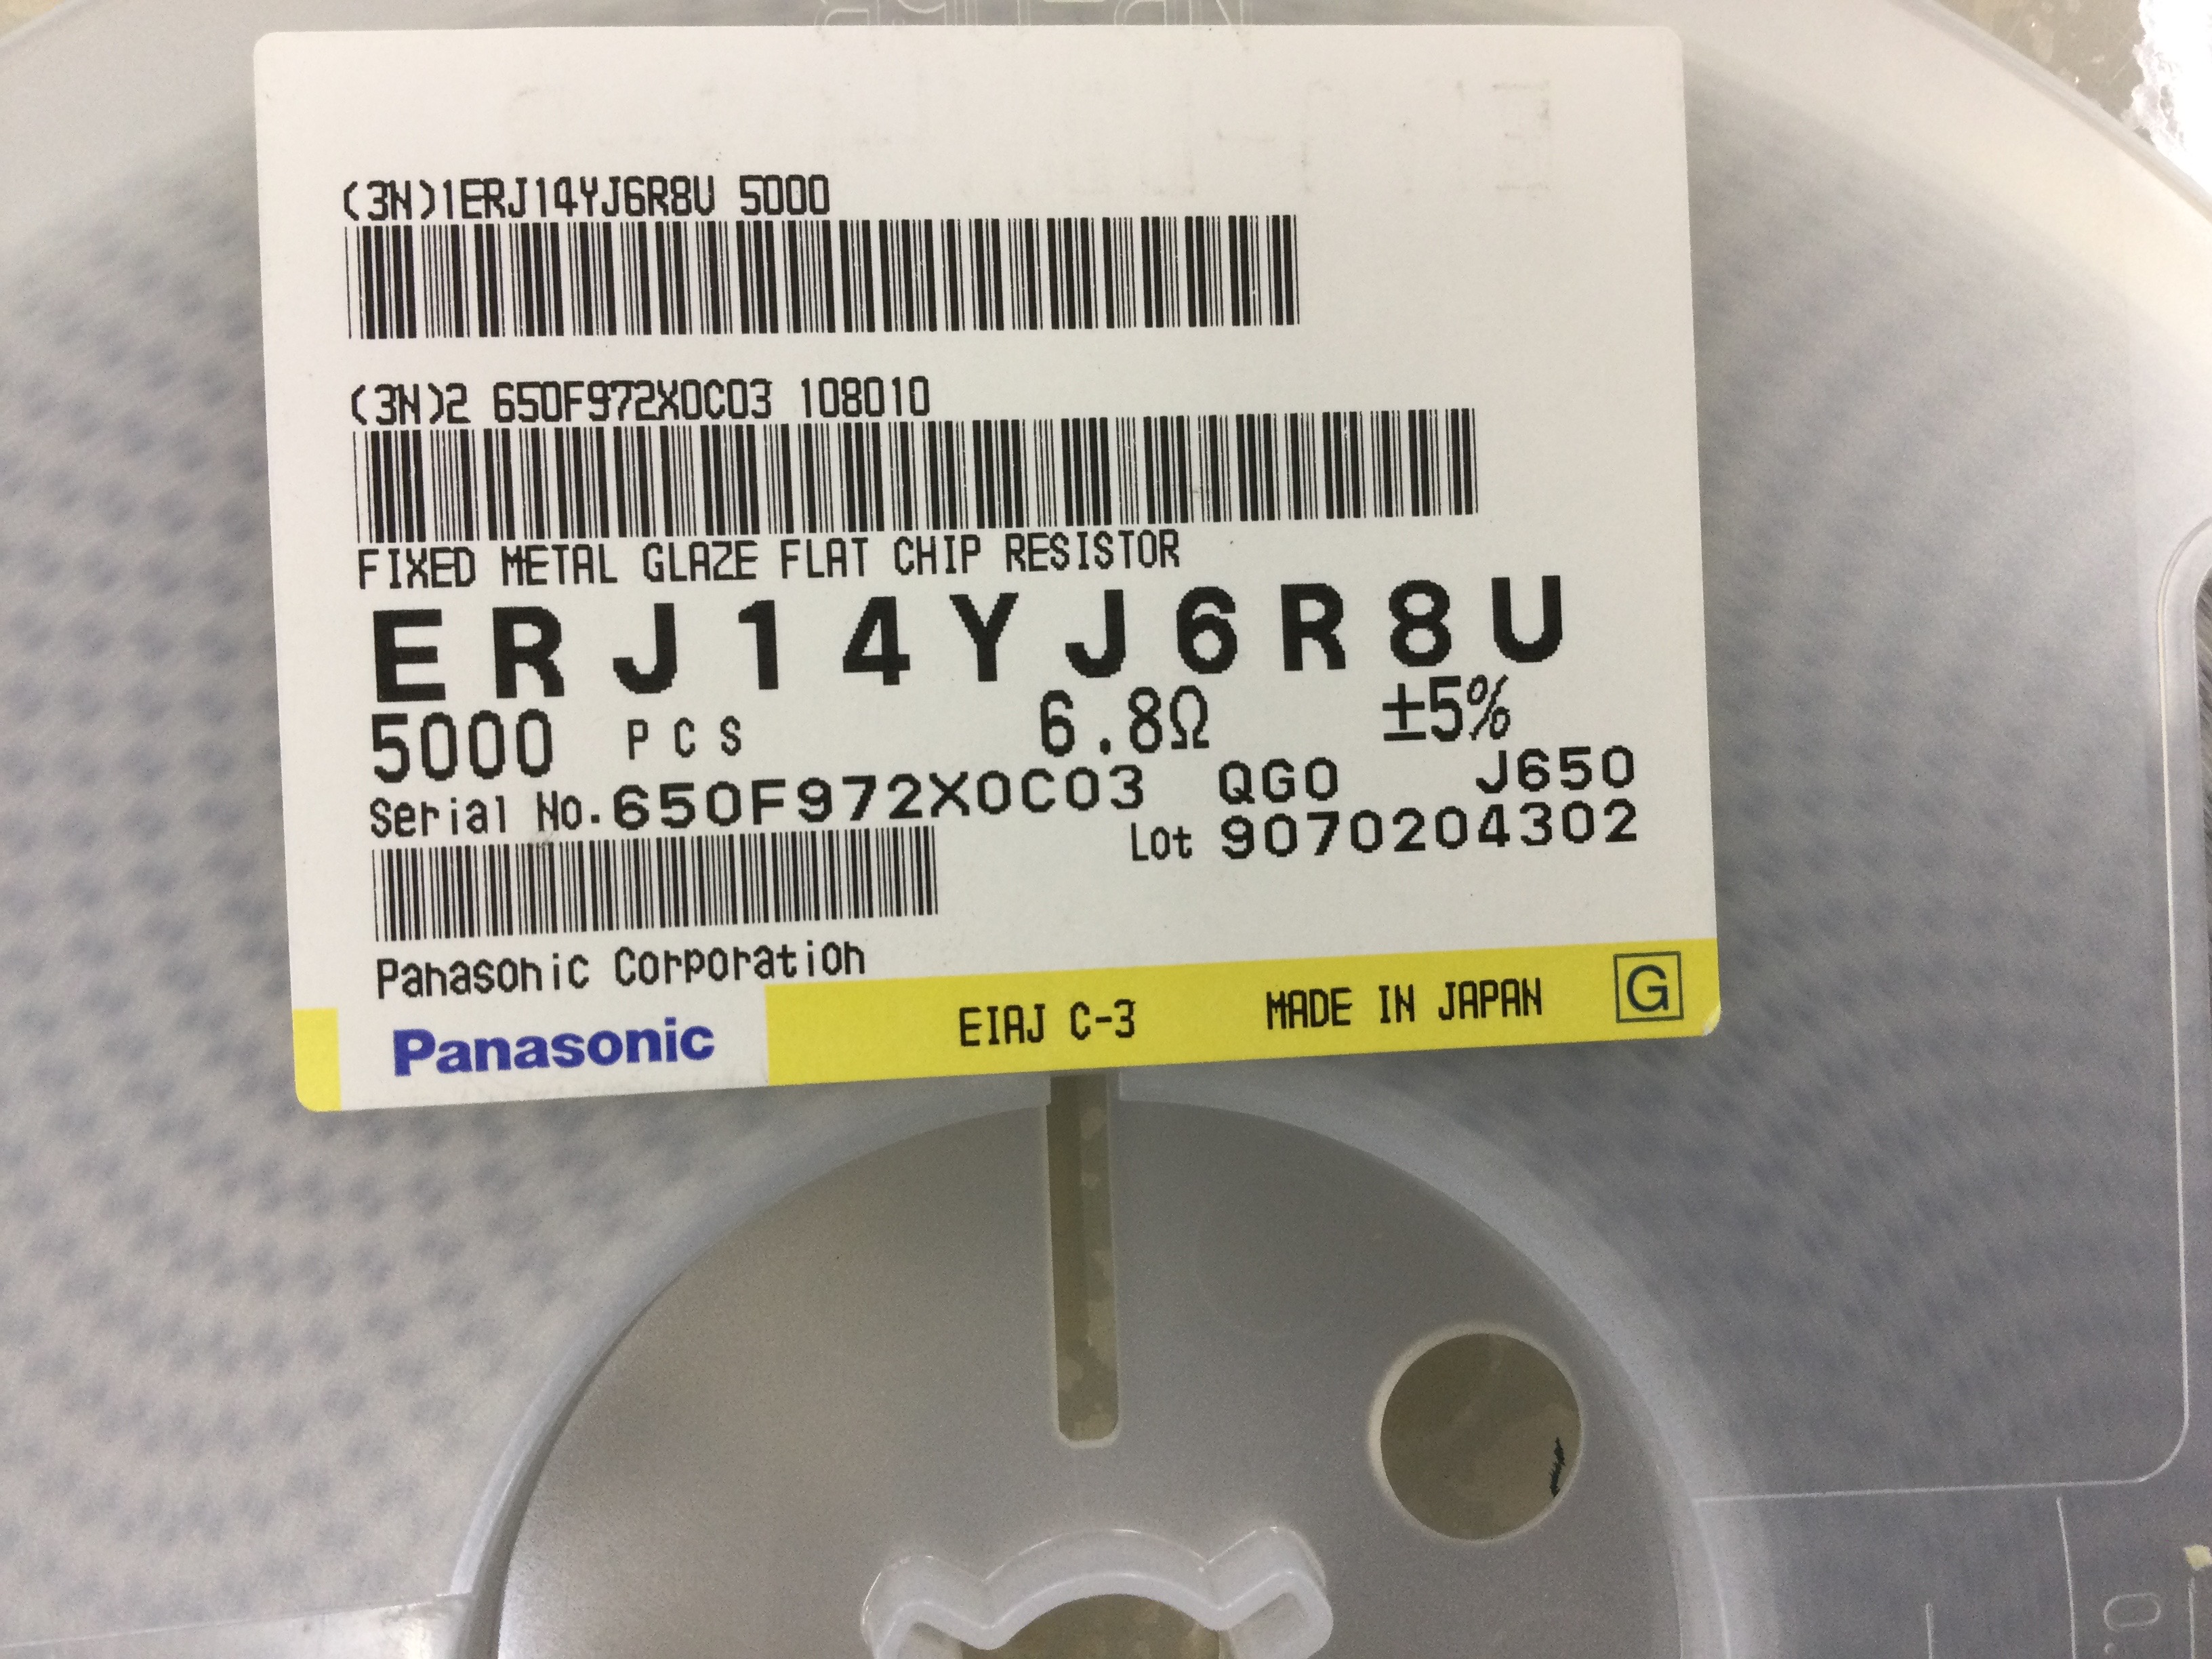 (3N)1ERJ14YJ6R8U 5000
(3N)2 650F972X0C03 108010
FIXED METAL GLAZE FLAT CHIP RESISTOR
ERJ14YJ6R8U
5000 PCS 6.8Ω ±5%
Serial No.650F972X0C03 QGO J650
Lot 9070204302
Panasonic Corporation
Panasonic EIAJ C-3 MADE IN JAPAN G